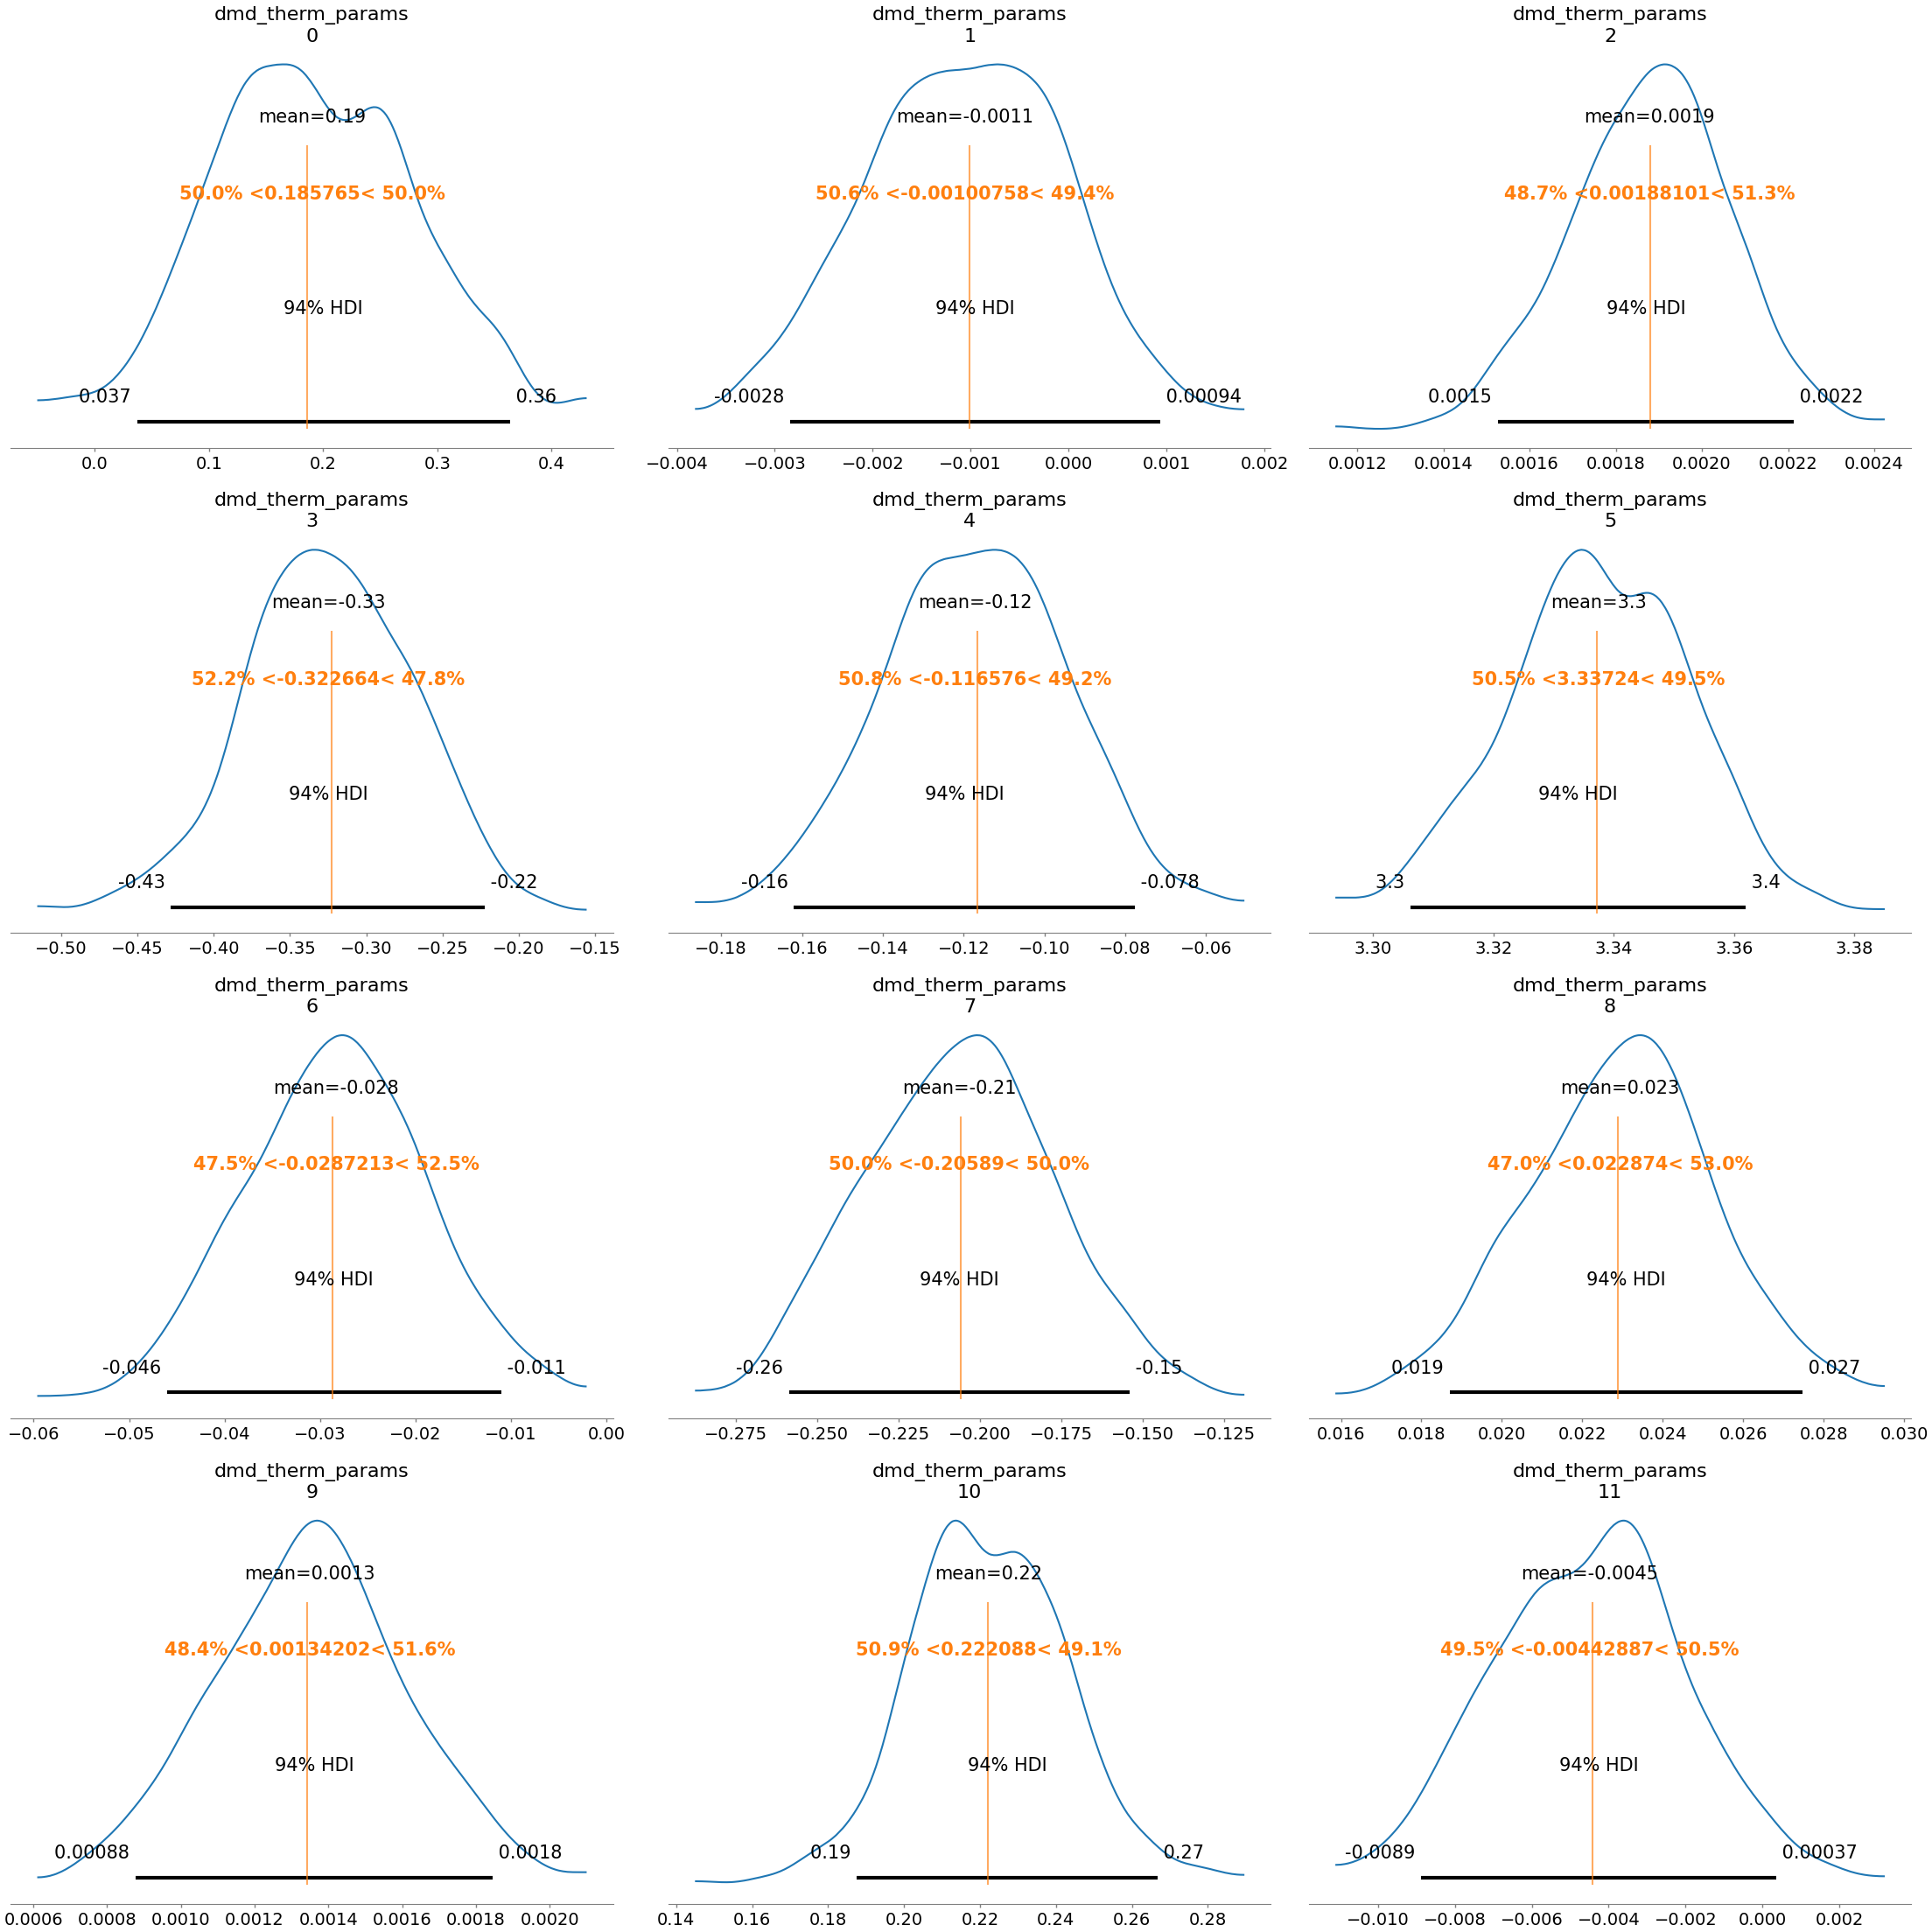 dmd_therm_params
0
mean=0.19
50.0% <0.185765< 50.0%
94% HDI
0.037
0.36
0.0 0.1 0.2 0.3 0.4
dmd_therm_params
1
mean=-0.0011
50.6% <-0.00100758< 49.4%
94% HDI
-0.0028
0.00094
−0.004 −0.003 −0.002 −0.001 0.000 0.001 0.002
dmd_therm_params
2
mean=0.0019
48.7% <0.00188101< 51.3%
94% HDI
0.0015
0.0022
0.0012 0.0014 0.0016 0.0018 0.0020 0.0022 0.0024
dmd_therm_params
3
mean=-0.33
52.2% <-0.322664< 47.8%
94% HDI
-0.43
-0.22
−0.50 −0.45 −0.40 −0.35 −0.30 −0.25 −0.20 −0.15
dmd_therm_params
4
mean=-0.12
50.8% <-0.116576< 49.2%
94% HDI
-0.16
-0.078
−0.18 −0.16 −0.14 −0.12 −0.10 −0.08 −0.06
dmd_therm_params
5
mean=3.3
50.5% <3.33724< 49.5%
94% HDI
3.3
3.4
3.30 3.32 3.34 3.36 3.38
dmd_therm_params
6
mean=-0.028
47.5% <-0.0287213< 52.5%
94% HDI
-0.046
-0.011
−0.06 −0.05 −0.04 −0.03 −0.02 −0.01 0.00
dmd_therm_params
7
mean=-0.21
50.0% <-0.20589< 50.0%
94% HDI
-0.26
-0.15
−0.275 −0.250 −0.225 −0.200 −0.175 −0.150 −0.125
dmd_therm_params
8
mean=0.023
47.0% <0.022874< 53.0%
94% HDI
0.019
0.027
0.016 0.018 0.020 0.022 0.024 0.026 0.028 0.030
dmd_therm_params
9
mean=0.0013
48.4% <0.00134202< 51.6%
94% HDI
0.00088
0.0018
0.0006 0.0008 0.0010 0.0012 0.0014 0.0016 0.0018 0.0020
dmd_therm_params
10
mean=0.22
50.9% <0.222088< 49.1%
94% HDI
0.19
0.27
0.14 0.16 0.18 0.20 0.22 0.24 0.26 0.28
dmd_therm_params
11
mean=-0.0045
49.5% <-0.00442887< 50.5%
94% HDI
-0.0089
0.00037
−0.010 −0.008 −0.006 −0.004 −0.002 0.000 0.002